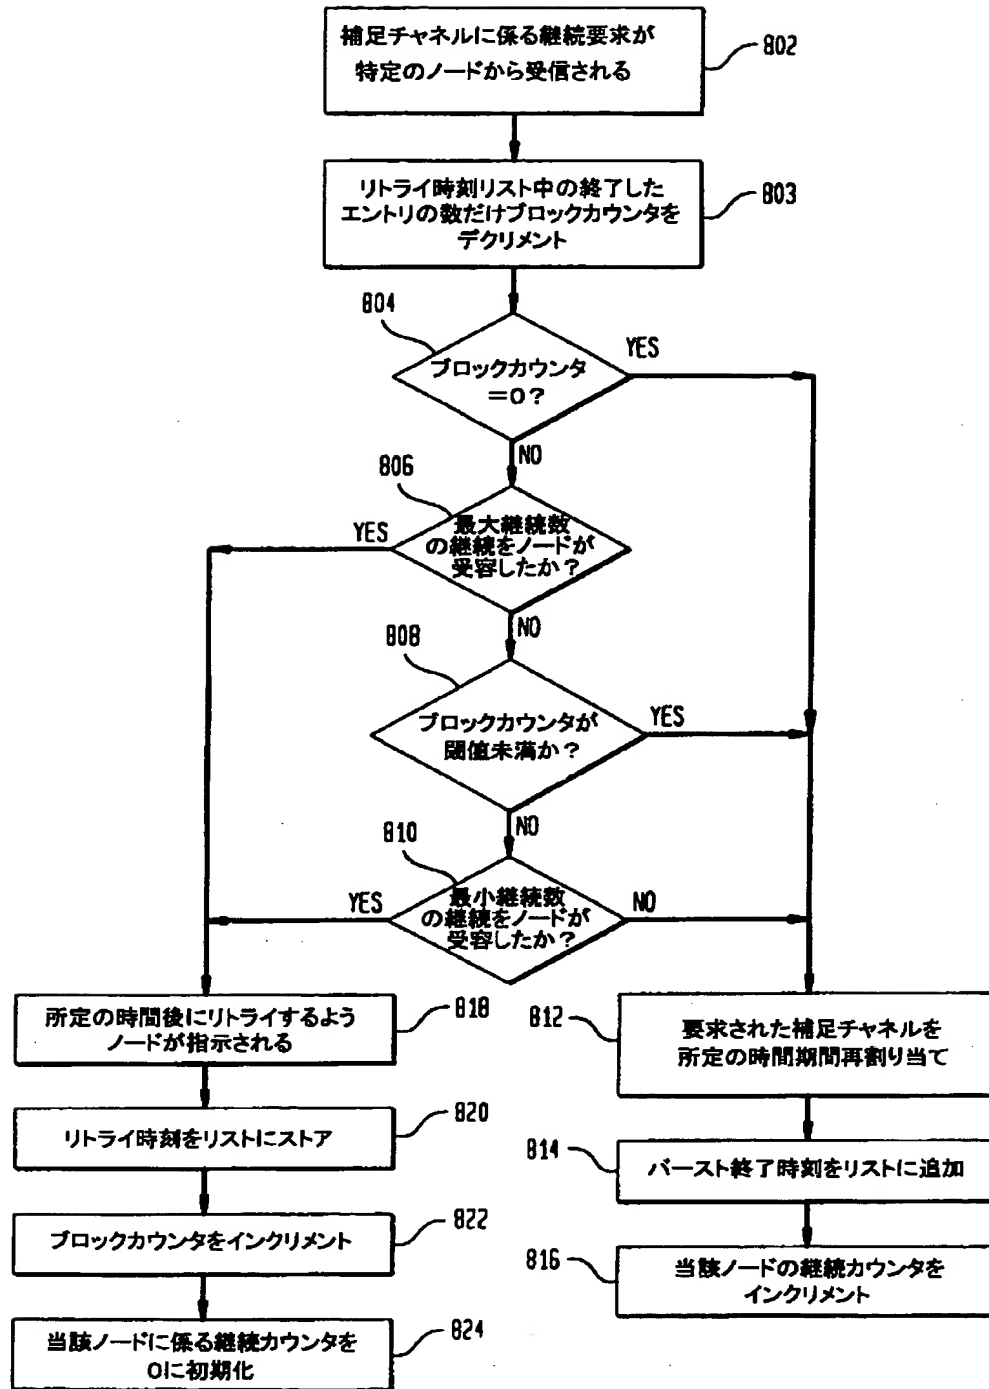 補足チャネルに係る継続要求が
特定のノードから受信される
802
リトライ時刻リスト中の終了した
エントリの数だけブロックカウンタを
デクリメント
803
804
ブロックカウンタ
=0?
YES
NO
806
最大継続数
の継続をノードが
受容したか?
YES
NO
808
ブロックカウンタが
閾値未満か?
YES
NO
810
最小継続数
の継続をノードが
受容したか?
YES
NO
所定の時間後にリトライするよう
ノードが指示される
818
812
要求された補足チャネルを
所定の時間期間再割り当て
リトライ時刻をリストにストア
820
814
バースト終了時刻をリストに追加
ブロックカウンタをインクリメント
822
816
当該ノードの継続カウンタを
インクリメント
当該ノードに係る継続カウンタを
0に初期化
824